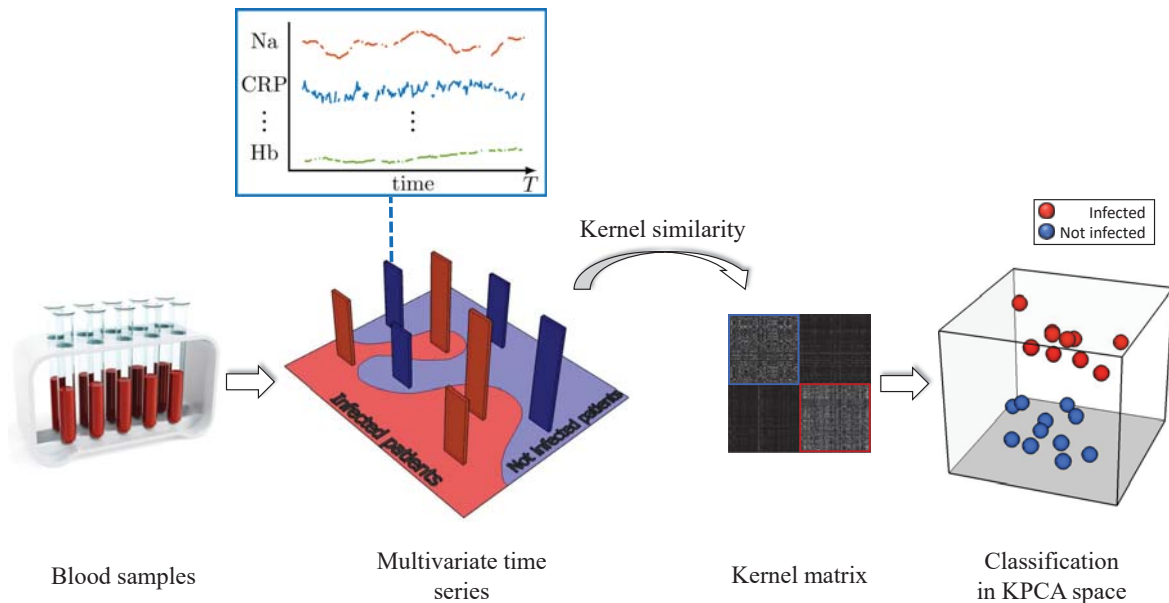 Na
CRP
⋮ ⋮
Hb
time T
Kernel similarity
Infected
Not infected
Infected patients
Not infected patients
Blood samples
Multivariate time
series
Kernel matrix
Classification
in KPCA space